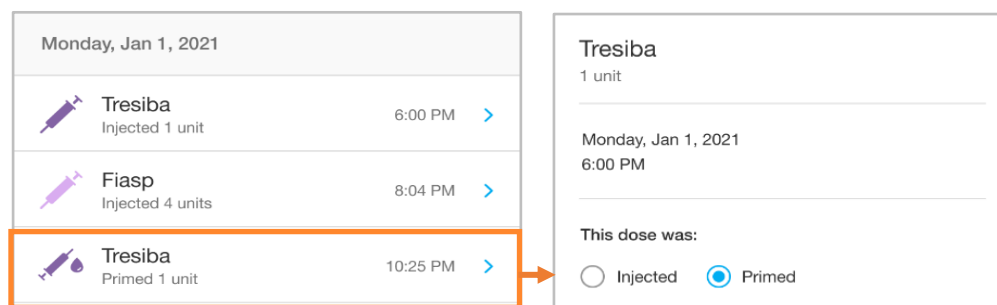 Monday, Jan 1, 2021
Tresiba
Injected 1 unit
6:00 PM
Fiasp
Injected 4 units
8:04 PM
Tresiba
Primed 1 unit
10:25 PM
Tresiba
1 unit
Monday, Jan 1, 2021
6:00 PM
This dose was:
Injected Primed